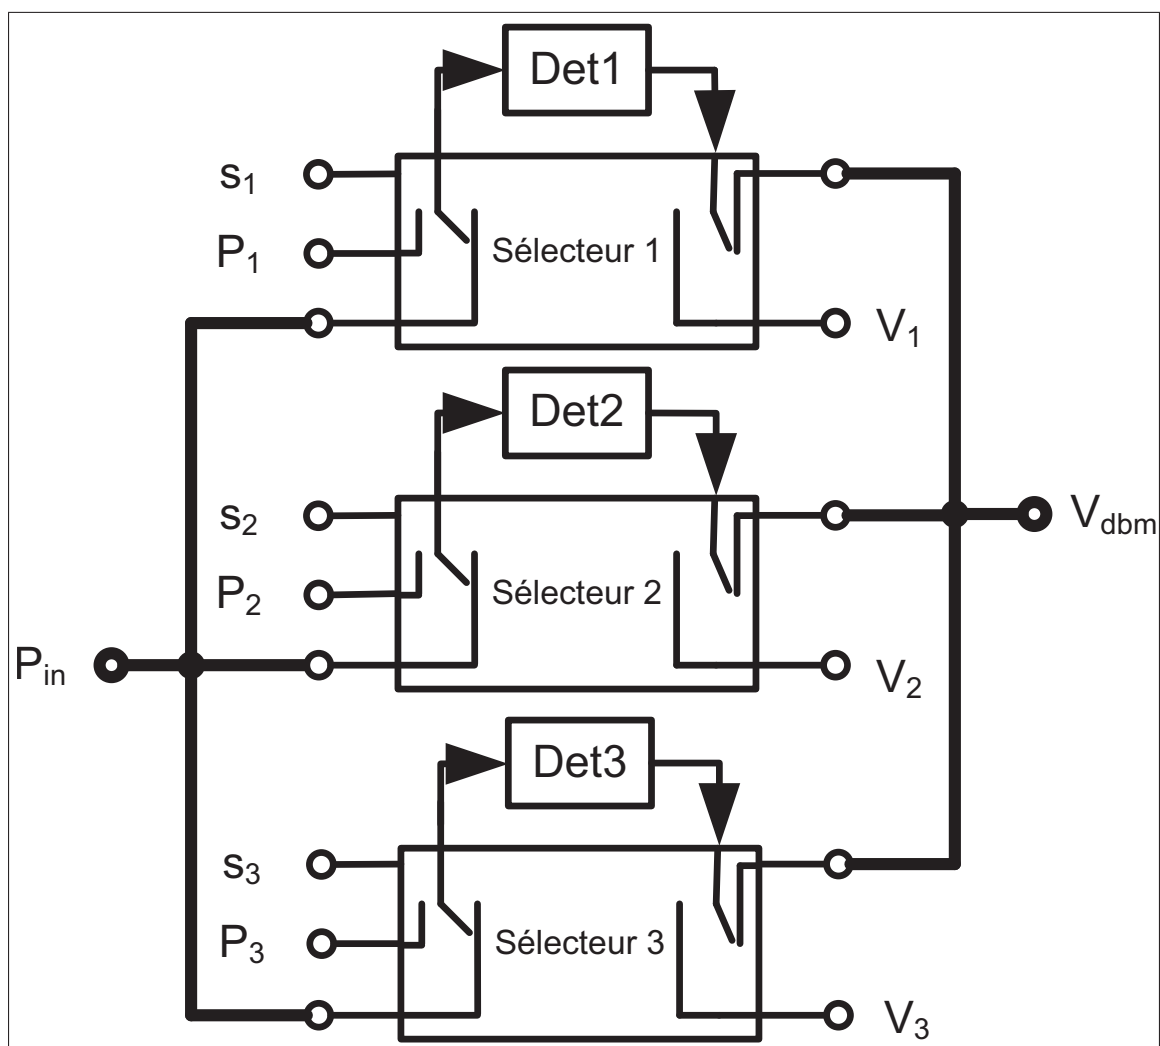 Det1
s1
P1
Sélecteur 1
V1
Det2
s2
P2
Sélecteur 2
Vdbm
Pin
V2
Det3
s3
P3
Sélecteur 3
V3